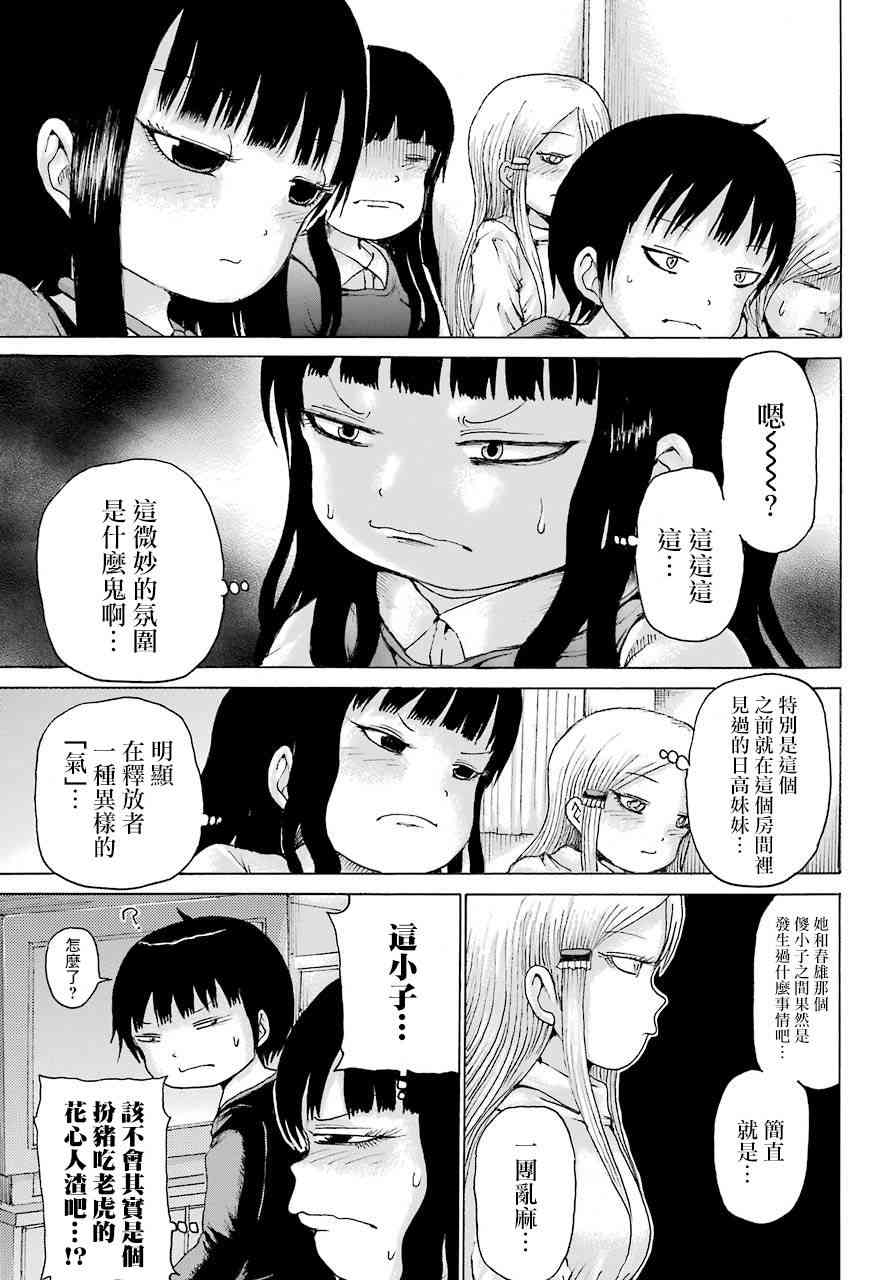 嗯～～～?
這這這
這…
這微妙的氛圍
是什麼鬼啊…
特別是這個
之前就在這個房間裡
見過的日高妹妹…
明顯
在釋放者
一種異樣的
「氣」…
她和春雄那個
傻小子之間果然是
發生過什麼事情吧…
簡直
就是…
一團亂麻…
這小子…
…
?
怎麼了?
該不會其實是個
扮豬吃老虎的
花心人渣吧…!?